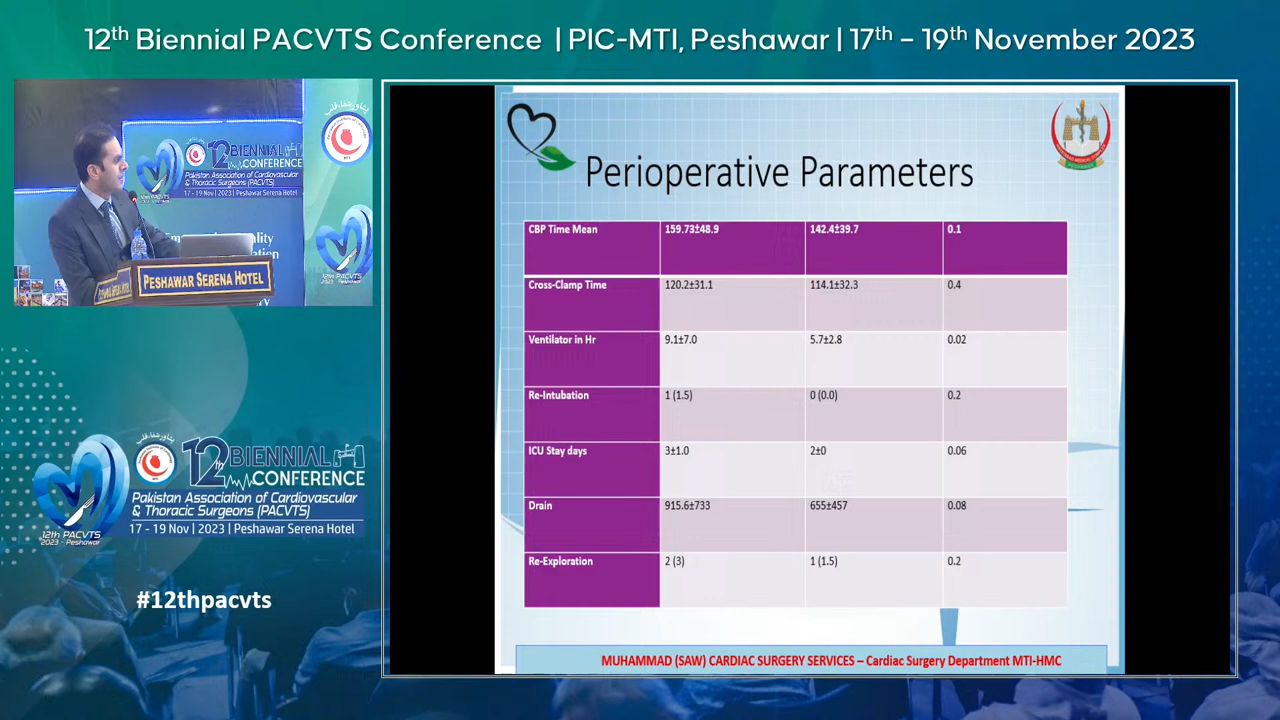 12th Biennial PACVTS Conference | PIC-MTI, Peshawar | 17th – 19th November 2023
12 BIENNIAL
CONFERENCE
Pakistan Association of Cardiovascular
& Thoracic Surgeons (PACVTS)
17 - 19 Nov | 2023 | Peshawar Serena Hotel
PESHAWAR SERENA HOTEL
12th PACVTS
2023 - Peshawar
12th BIENNIAL
CONFERENCE
Pakistan Association of Cardiovascular
& Thoracic Surgeons (PACVTS)
17 - 19 Nov | 2023 | Peshawar Serena Hotel
12th PACVTS
2023 - Peshawar
#12thpacvts
Perioperative Parameters
CBP Time Mean 159.73±48.9 142.4±39.7 0.1
Cross-Clamp Time 120.2±31.1 114.1±32.3 0.4
Ventilator in Hr 9.1±7.0 5.7±2.8 0.02
Re-Intubation 1 (1.5) 0 (0.0) 0.2
ICU Stay days 3±1.0 2±0 0.06
Drain 915.6±733 655±457 0.08
Re-Exploration 2 (3) 1 (1.5) 0.2
MUHAMMAD (SAW) CARDIAC SURGERY SERVICES – Cardiac Surgery Department MTI-HMC